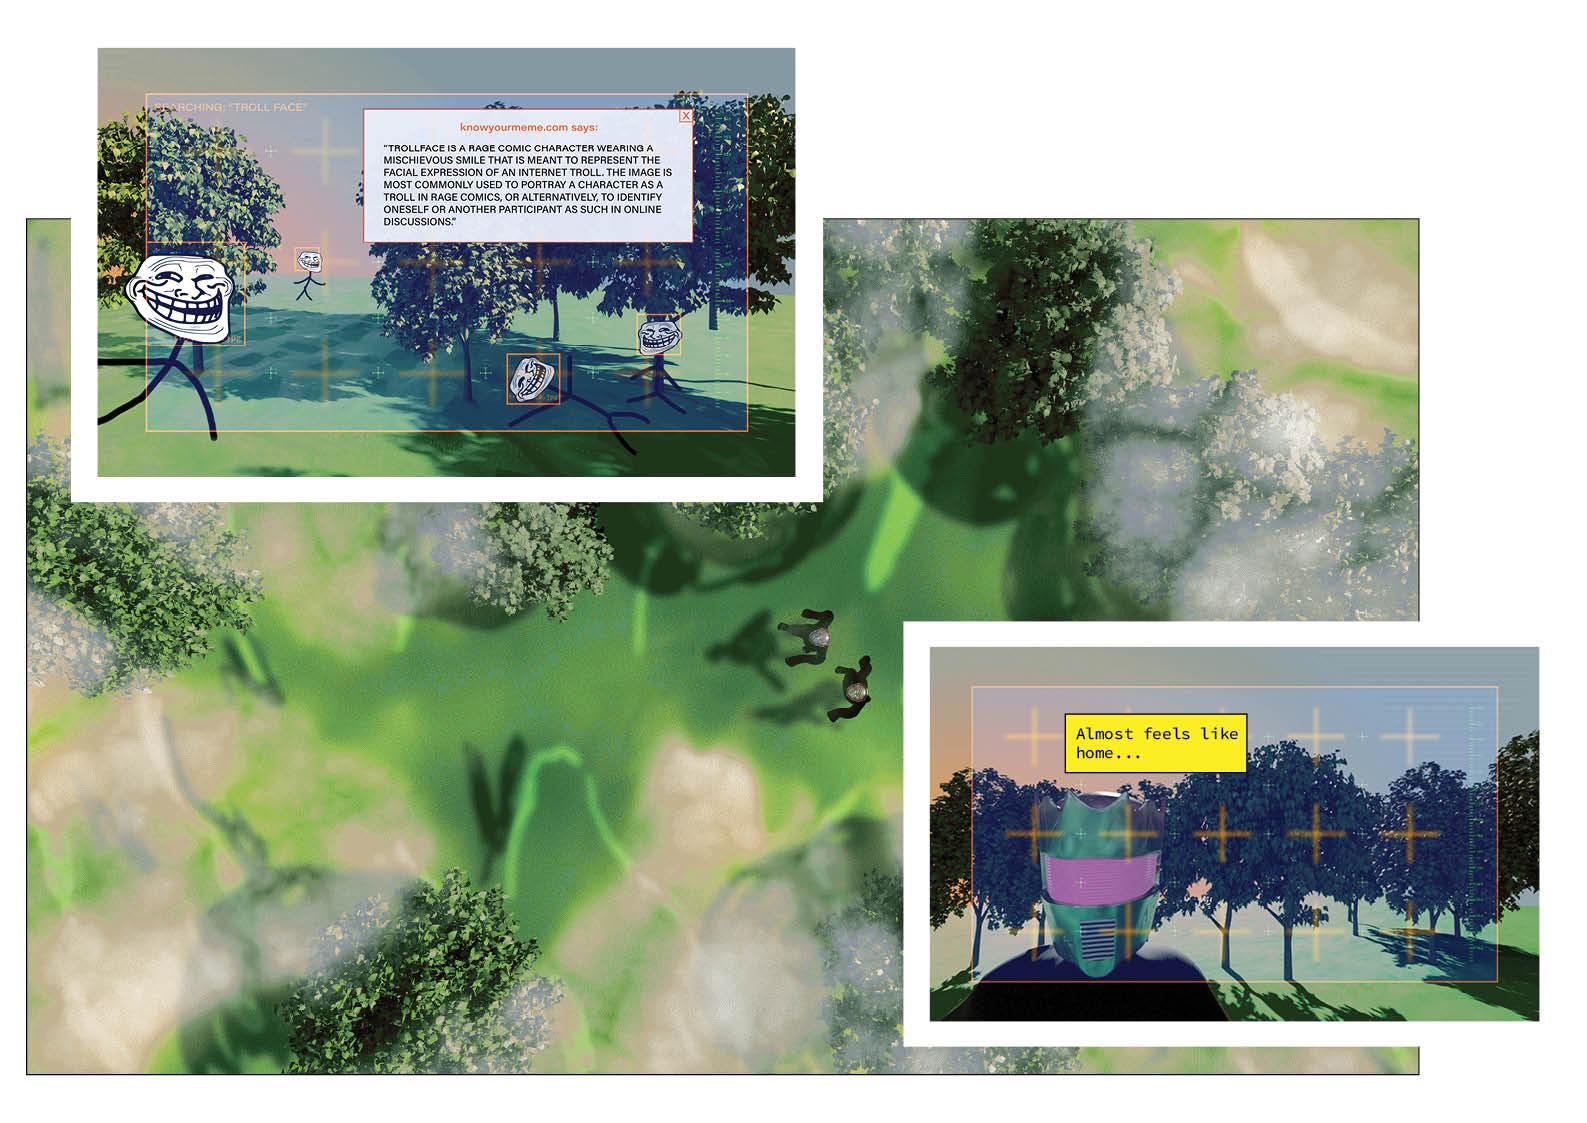 SEARCHING: "TROLL FACE"
X
knowyourmeme.com says:
"TROLLFACE IS A RAGE COMIC CHARACTER WEARING A
MISCHIEVOUS SMILE THAT IS MEANT TO REPRESENT THE
FACIAL EXPRESSION OF AN INTERNET TROLL. THE IMAGE IS
MOST COMMONLY USED TO PORTRAY A CHARACTER AS A
TROLL IN RAGE COMICS, OR ALTERNATIVELY, TO IDENTIFY
ONESELF OR ANOTHER PARTICIPANT AS SUCH IN ONLINE
DISCUSSIONS."
Almost feels like
home...